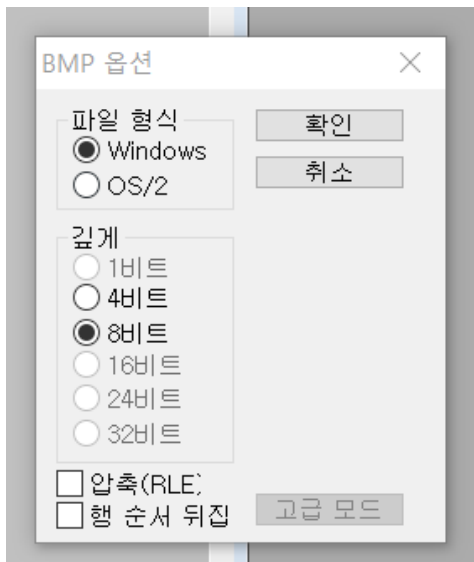 BMP 옵션
파일 형식
Windows
OS/2
확인
취소
깊게
1비트
4비트
8비트
16비트
24비트
32비트
압축(RLE)
행 순서 뒤집
고급 모드